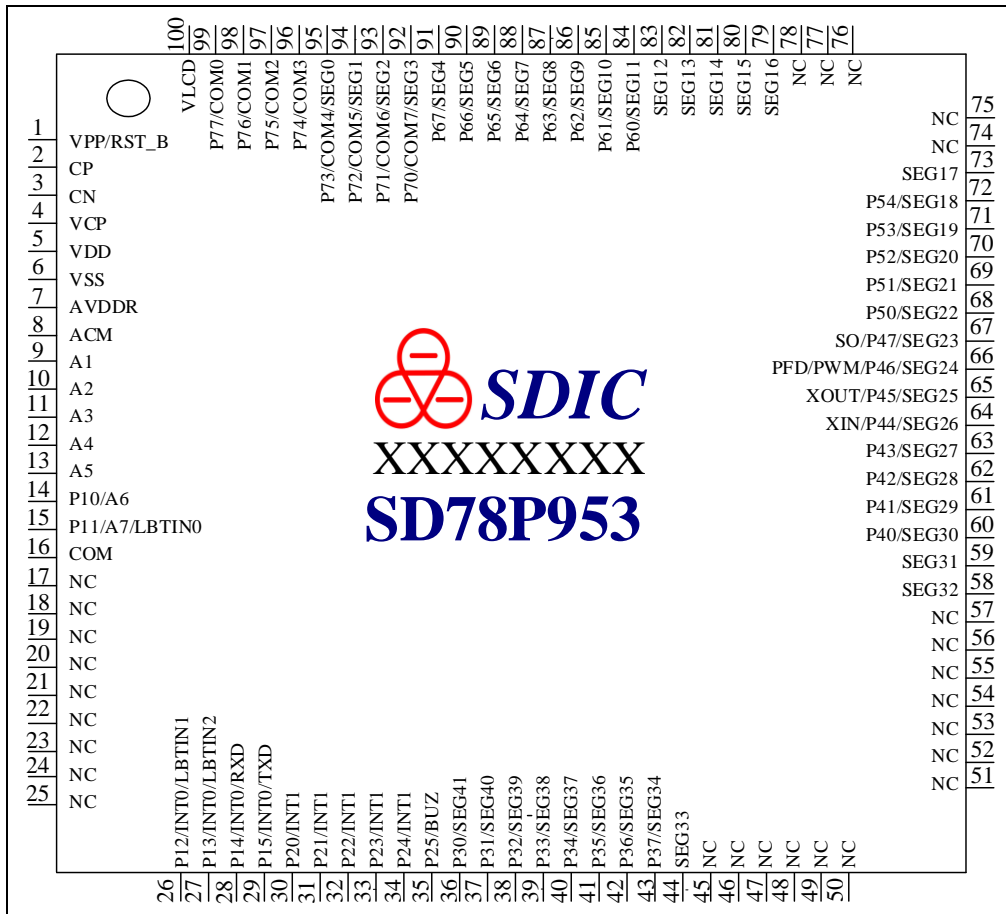 100 99 98 97 96 95 94 93 92 91 90 89 88 87 86 85 84 83 82 81 80 79 78 77 76
VLCD
P77/COM0
P76/COM1
P75/COM2
P74/COM3
P73/COM4/SEG0
P72/COM5/SEG1
P71/COM6/SEG2
P70/COM7/SEG3
P67/SEG4
P66/SEG5
P65/SEG6
P64/SEG7
P63/SEG8
P62/SEG9
P61/SEG10
P60/SEG11
SEG12
SEG13
SEG14
SEG15
SEG16
NC
NC
NC
1 VPP/RST_B
2 CP
3 CN
4 VCP
5 VDD
6 VSS
7 AVDDR
8 ACM
9 A1
10 A2
11 A3
12 A4
13 A5
14 P10/A6
15 P11/A7/LBTIN0
16 COM
17 NC
18 NC
19 NC
20 NC
21 NC
22 NC
23 NC
24 NC
25 NC
SDIC
XXXXXXXX
SD78P953
NC 75
NC 74
SEG17 73
P54/SEG18 72
P53/SEG19 71
P52/SEG20 70
P51/SEG21 69
P50/SEG22 68
SO/P47/SEG23 67
PFD/PWM/P46/SEG24 66
XOUT/P45/SEG25 65
XIN/P44/SEG26 64
P43/SEG27 63
P42/SEG28 62
P41/SEG29 61
P40/SEG30 60
SEG31 59
SEG32 58
NC 57
NC 56
NC 55
NC 54
NC 53
NC 52
NC 51
P12/INT0/LBTIN1
P13/INT0/LBTIN2
P14/INT0/RXD
P15/INT0/TXD
P20/INT1
P21/INT1
P22/INT1
P23/INT1
P24/INT1
P25/BUZ
P30/SEG41
P31/SEG40
P32/SEG39
P33/SEG38
P34/SEG37
P35/SEG36
P36/SEG35
P37/SEG34
SEG33
NC
NC
NC
NC
NC
NC
26 27 28 29 30 31 32 33 34 35 36 37 38 39 40 41 42 43 44 45 46 47 48 49 50